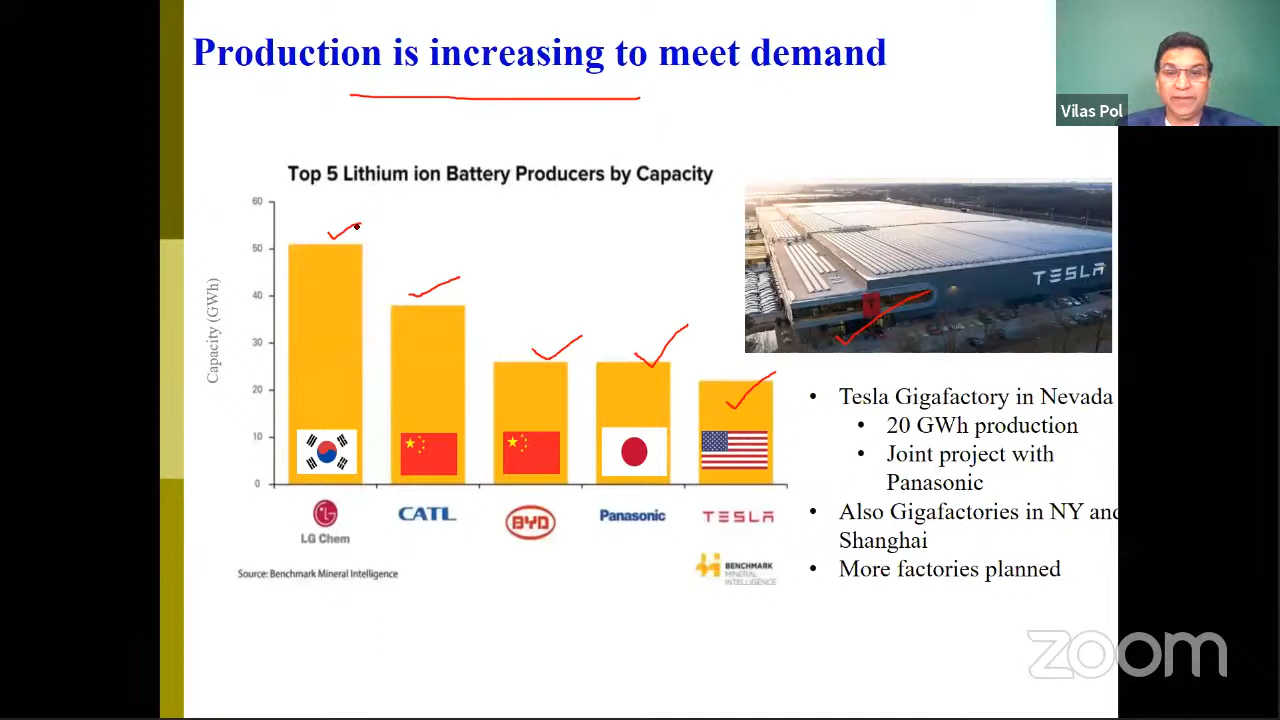 Production is increasing to meet demand
Vilas Pol
Top 5 Lithium ion Battery Producers by Capacity
Capacity (GWh)
60
50
40
30
20
10
0
LG
LG Chem
CATL
BYD
Panasonic
TESLA
Source: Benchmark Mineral Intelligence
BENCHMARK
MINERAL
INTELLIGENCE
TESLA
• Tesla Gigafactory in Nevada
• 20 GWh production
• Joint project with
Panasonic
• Also Gigafactories in NY and
Shanghai
• More factories planned
zoom